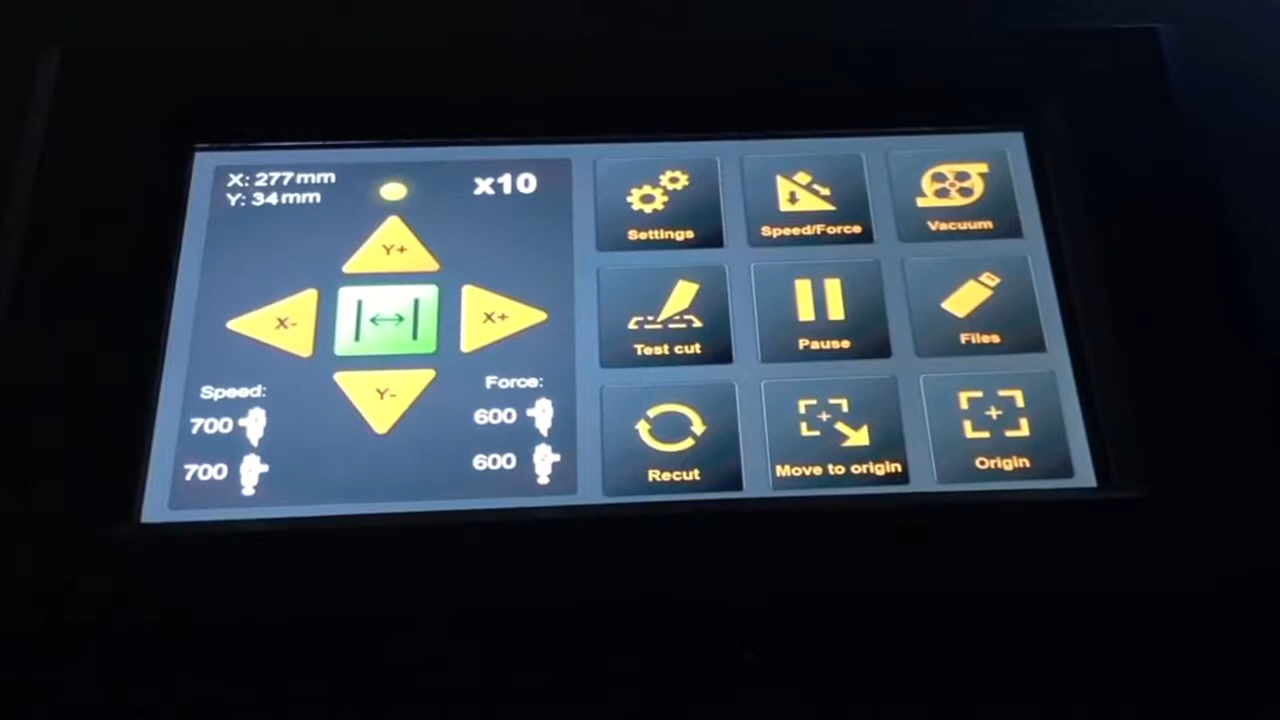 X: 277mm
Y: 34mm
x10
Y+
X-
X+
Y-
Speed:
700
700
Force:
600
600
Settings
Speed/Force
Vacuum
Test cut
Pause
Files
Recut
Move to origin
Origin